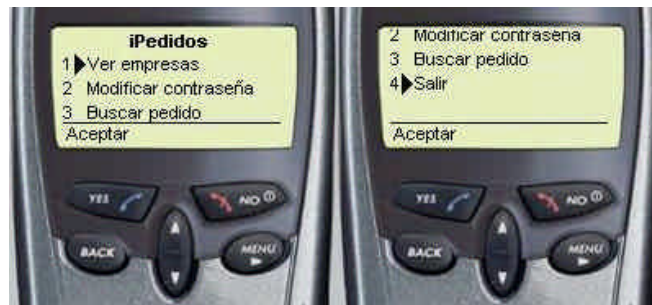 iPedidos
1 Ver empresas
2 Modificar contraseña
3 Buscar pedido
Aceptar
YES
NO
BACK
MENU
2 Modificar contraseña
3 Buscar pedido
4 Salir
Aceptar
YES
NO
BACK
MENU